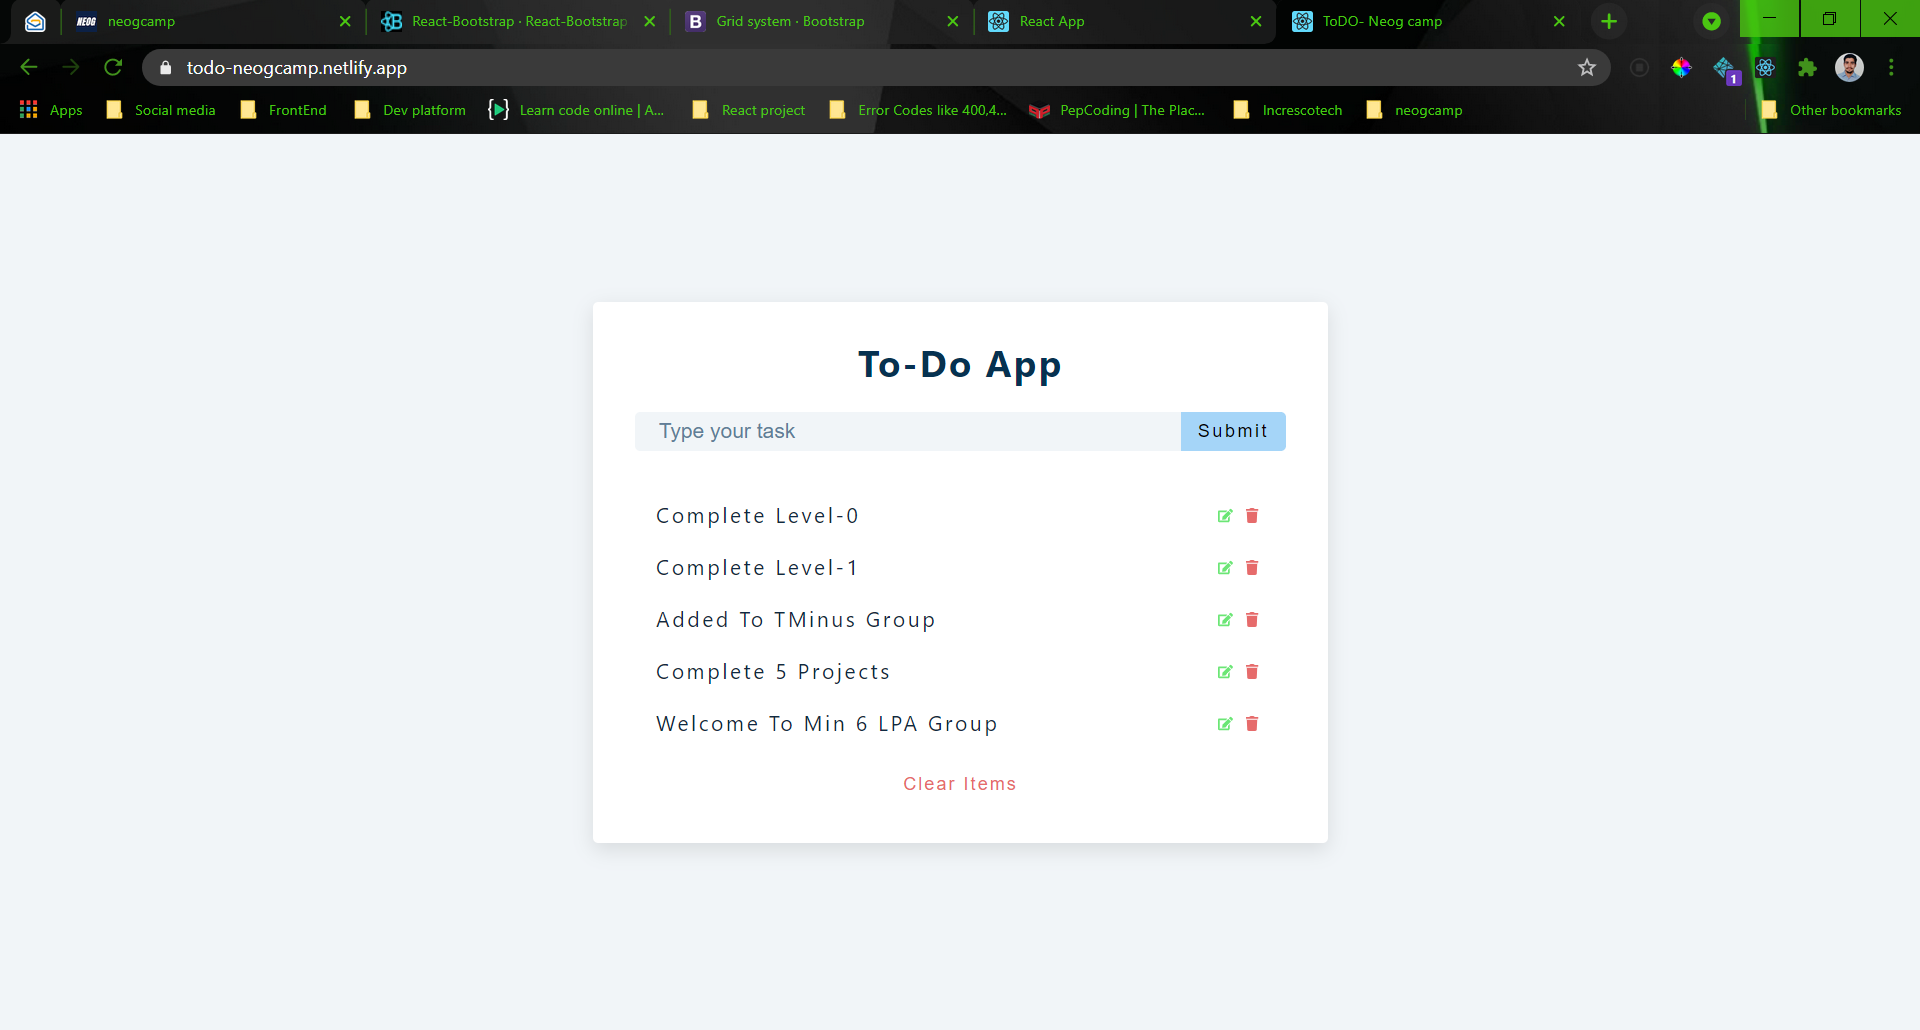 NEOG neogcamp React-Bootstrap · React-Bootstrap B Grid system · Bootstrap React App ToDO- Neog camp
todo-neogcamp.netlify.app 1
Apps Social media FrontEnd Dev platform Learn code online | A... React project Error Codes like 400,4... PepCoding | The Plac... Increscotech neogcamp Other bookmarks
To-Do App
Type your task Submit
Complete Level-0
Complete Level-1
Added To TMinus Group
Complete 5 Projects
Welcome To Min 6 LPA Group
Clear Items